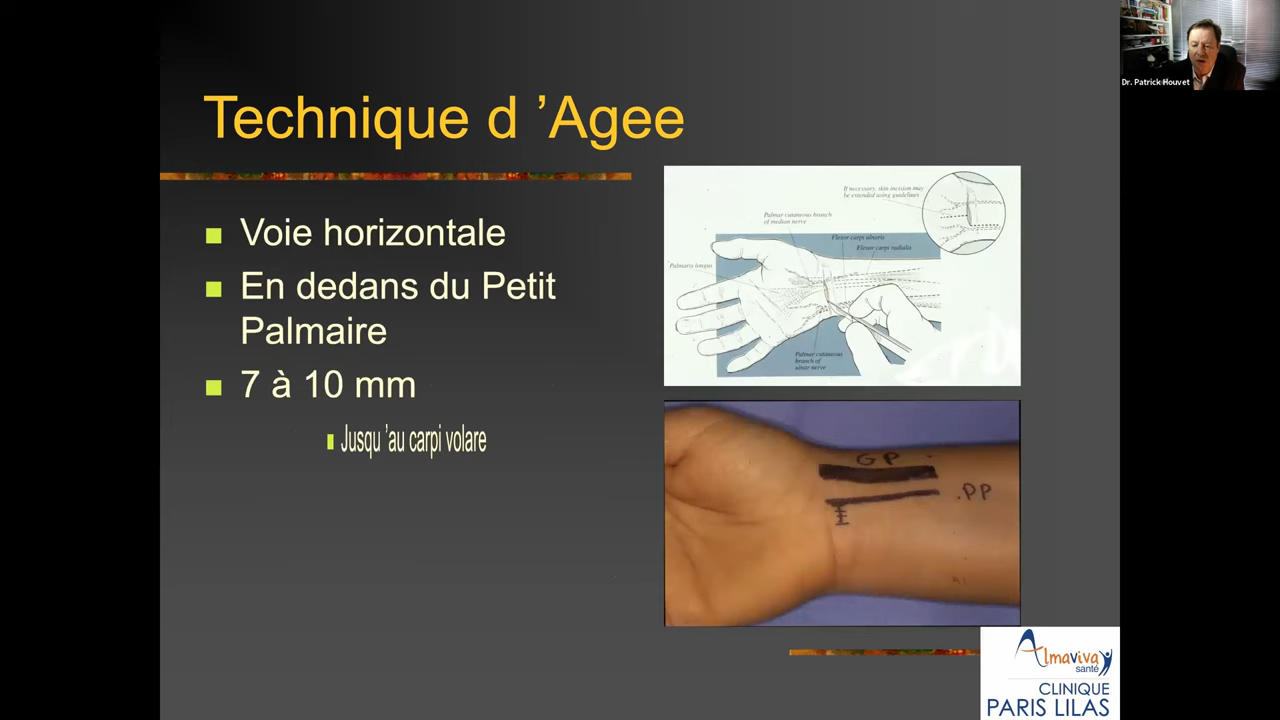 Technique d ’Agee
Voie horizontale
En dedans du Petit
Palmaire
7 à 10 mm
Jusqu ’au carpi volare
If necessary, skin incision may
be extended using guidelines
Palmar cutaneous branch
of median nerve
Flexor carpi ulnaris
Flexor carpi radialis
Palmaris longus
Palmar cutaneous
branch of
ulnar nerve
GP
.PP
Almaviva
santé
CLINIQUE
PARIS LILAS
Dr. Patrick Houvet